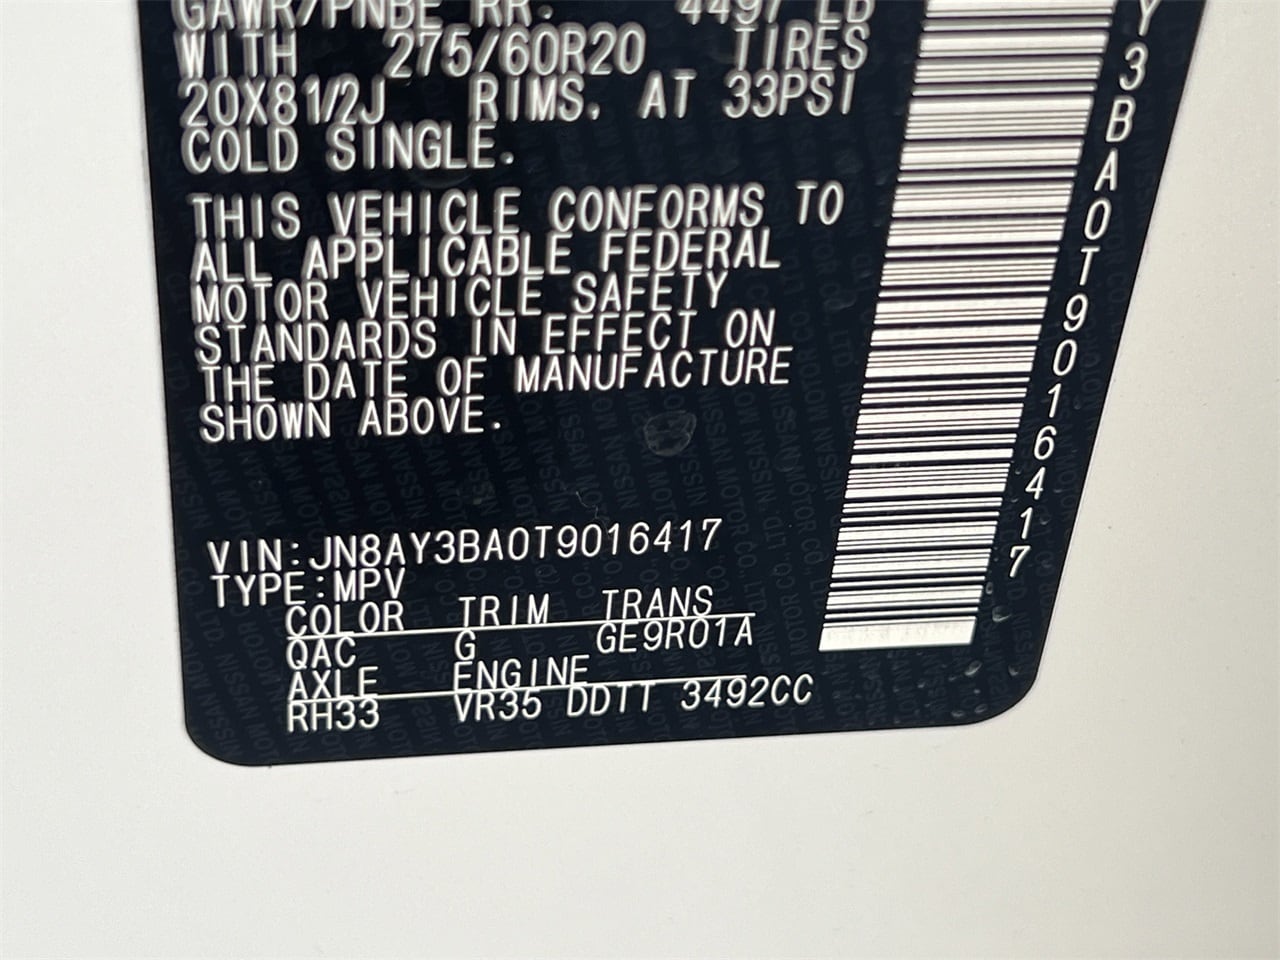 GAWR/PNBE RR. 4497 LB
WITH 275/60R20 TIRES
20X81/2J RIMS, AT 33PSI
COLD SINGLE.
THIS VEHICLE CONFORMS TO
ALL APPLICABLE FEDERAL
MOTOR VEHICLE SAFETY
STANDARDS IN EFFECT ON
THE DATE OF MANUFACTURE
SHOWN ABOVE.
VIN:JN8AY3BA0T9016417
TYPE:MPV
COLOR TRIM TRANS
QAC G GE9R01A
AXLE ENGINE
RH33 VR35 DDTT 3492CC
Y3BA0T9016417